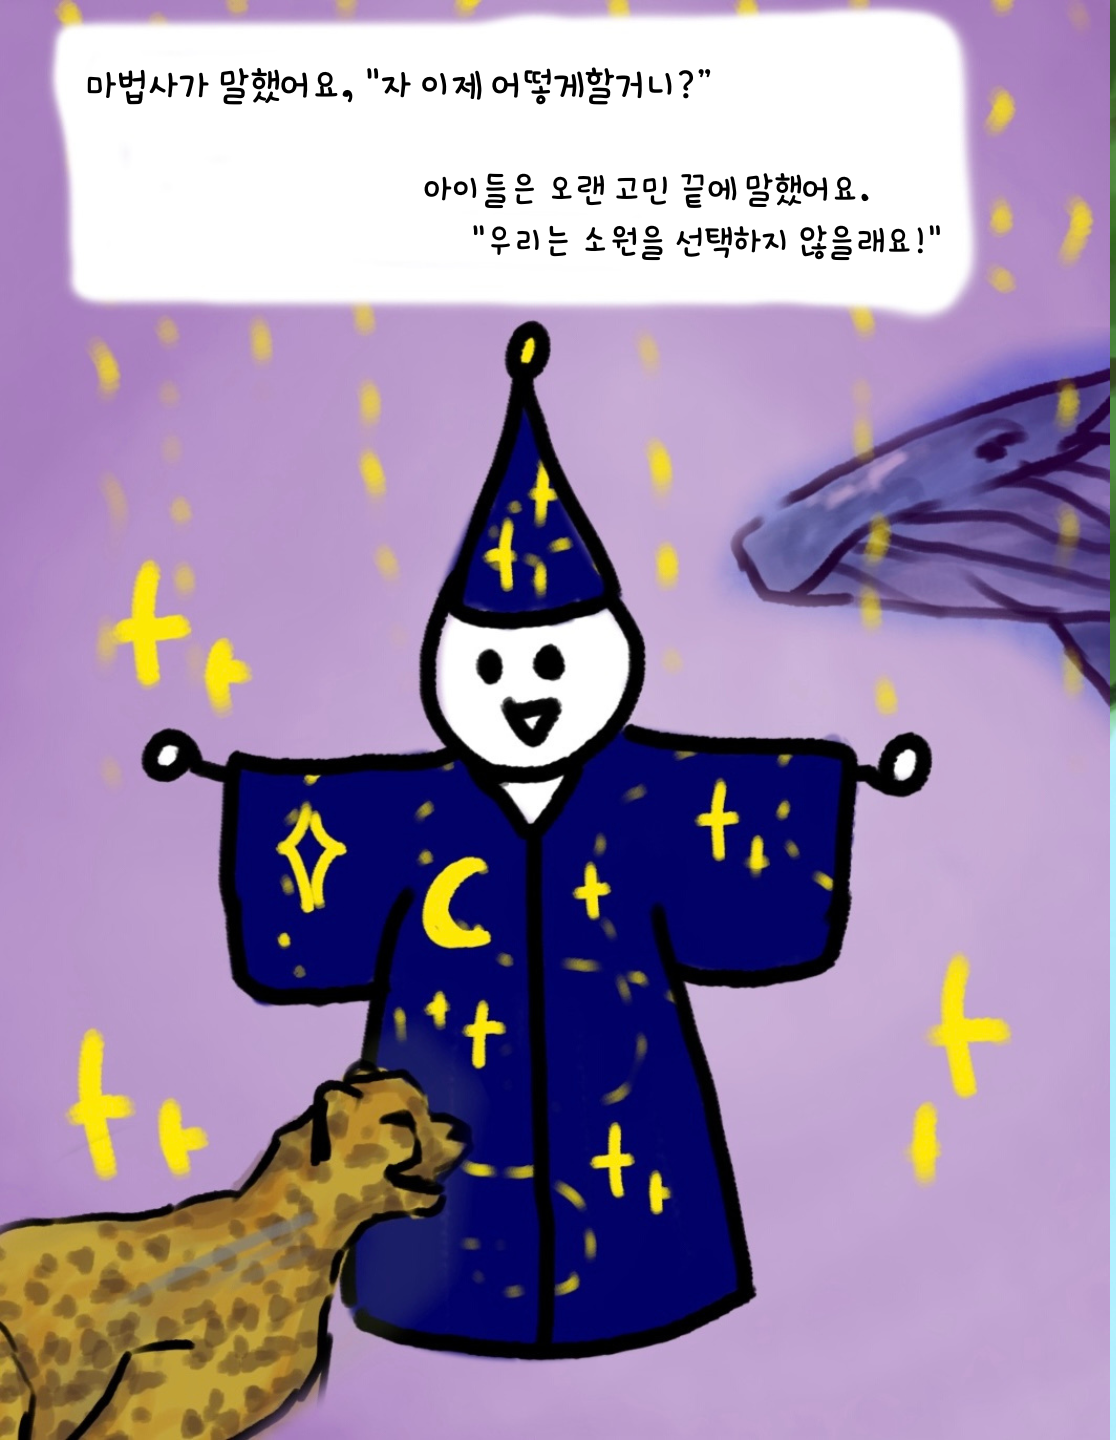 마법사가 말했어요, "자 이제 어떻게할거니?"
아이들은 오랜 고민 끝에 말했어요.
"우리는 소원을 선택하지 않을래요!"